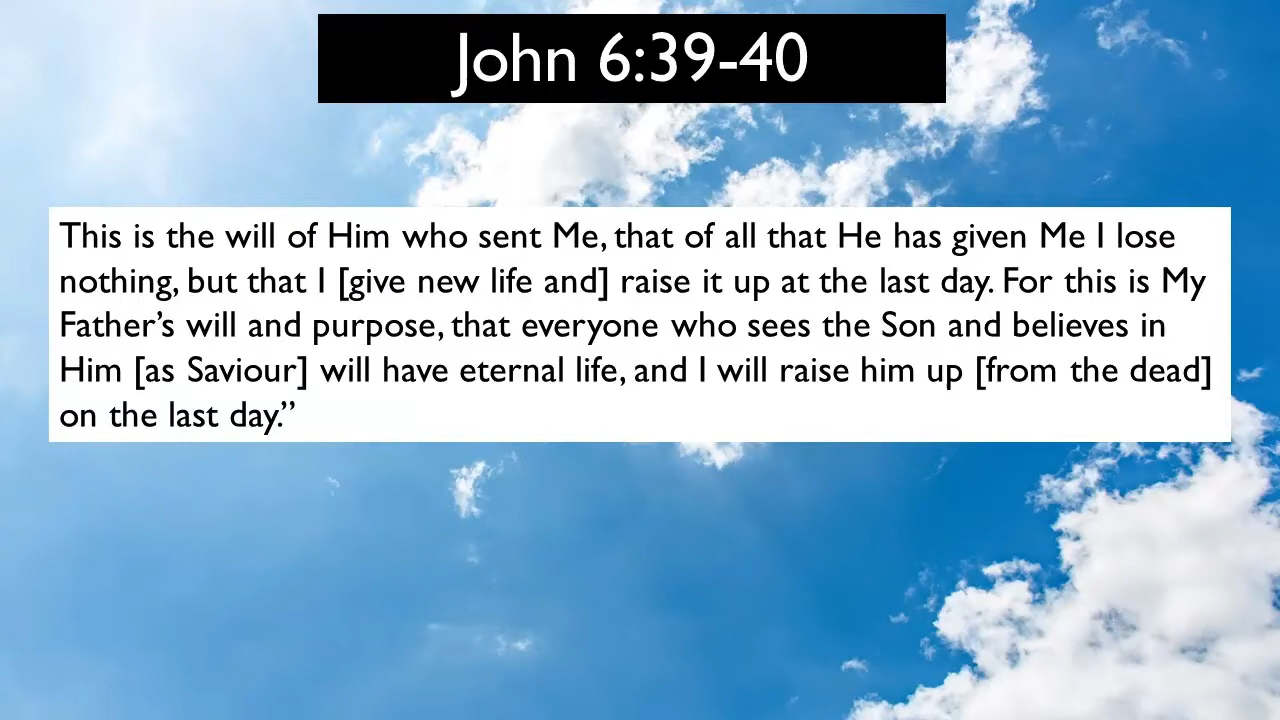 John 6:39-40
This is the will of Him who sent Me, that of all that He has given Me I lose
nothing, but that I [give new life and] raise it up at the last day. For this is My
Father’s will and purpose, that everyone who sees the Son and believes in
Him [as Saviour] will have eternal life, and I will raise him up [from the dead]
on the last day.”